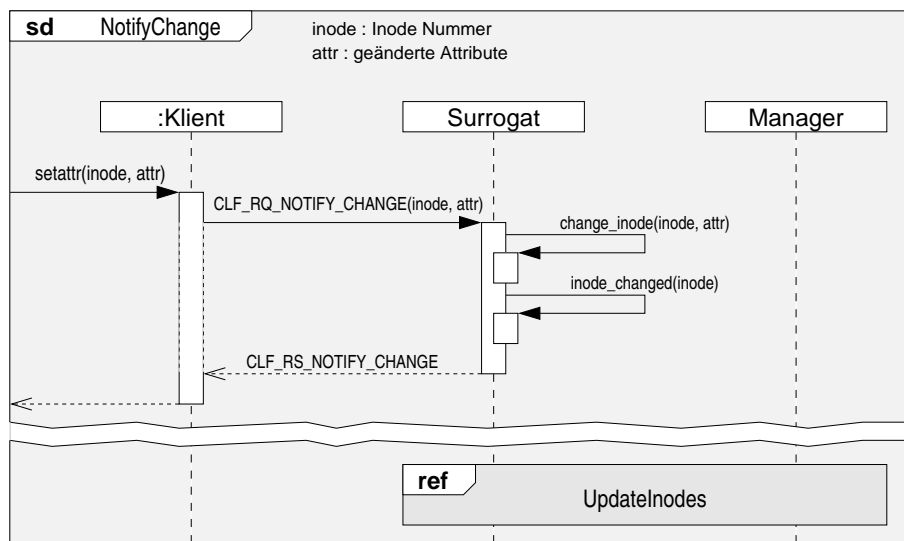 sd NotifyChange
inode : Inode Nummer
attr : geänderte Attribute
:Klient
Surrogat
Manager
setattr(inode, attr)
CLF_RQ_NOTIFY_CHANGE(inode, attr)
change_inode(inode, attr)
inode_changed(inode)
CLF_RS_NOTIFY_CHANGE
ref
UpdateInodes